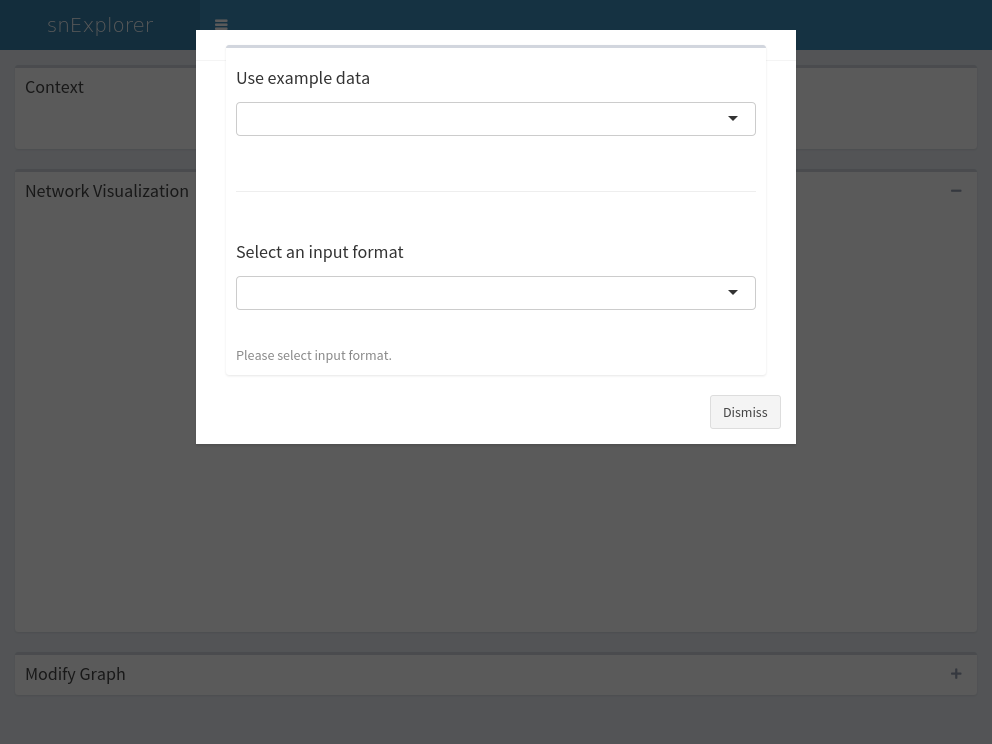 snExplorer
Context
Network Visualization
Use example data
Select an input format
Please select input format.
Dismiss
Modify Graph